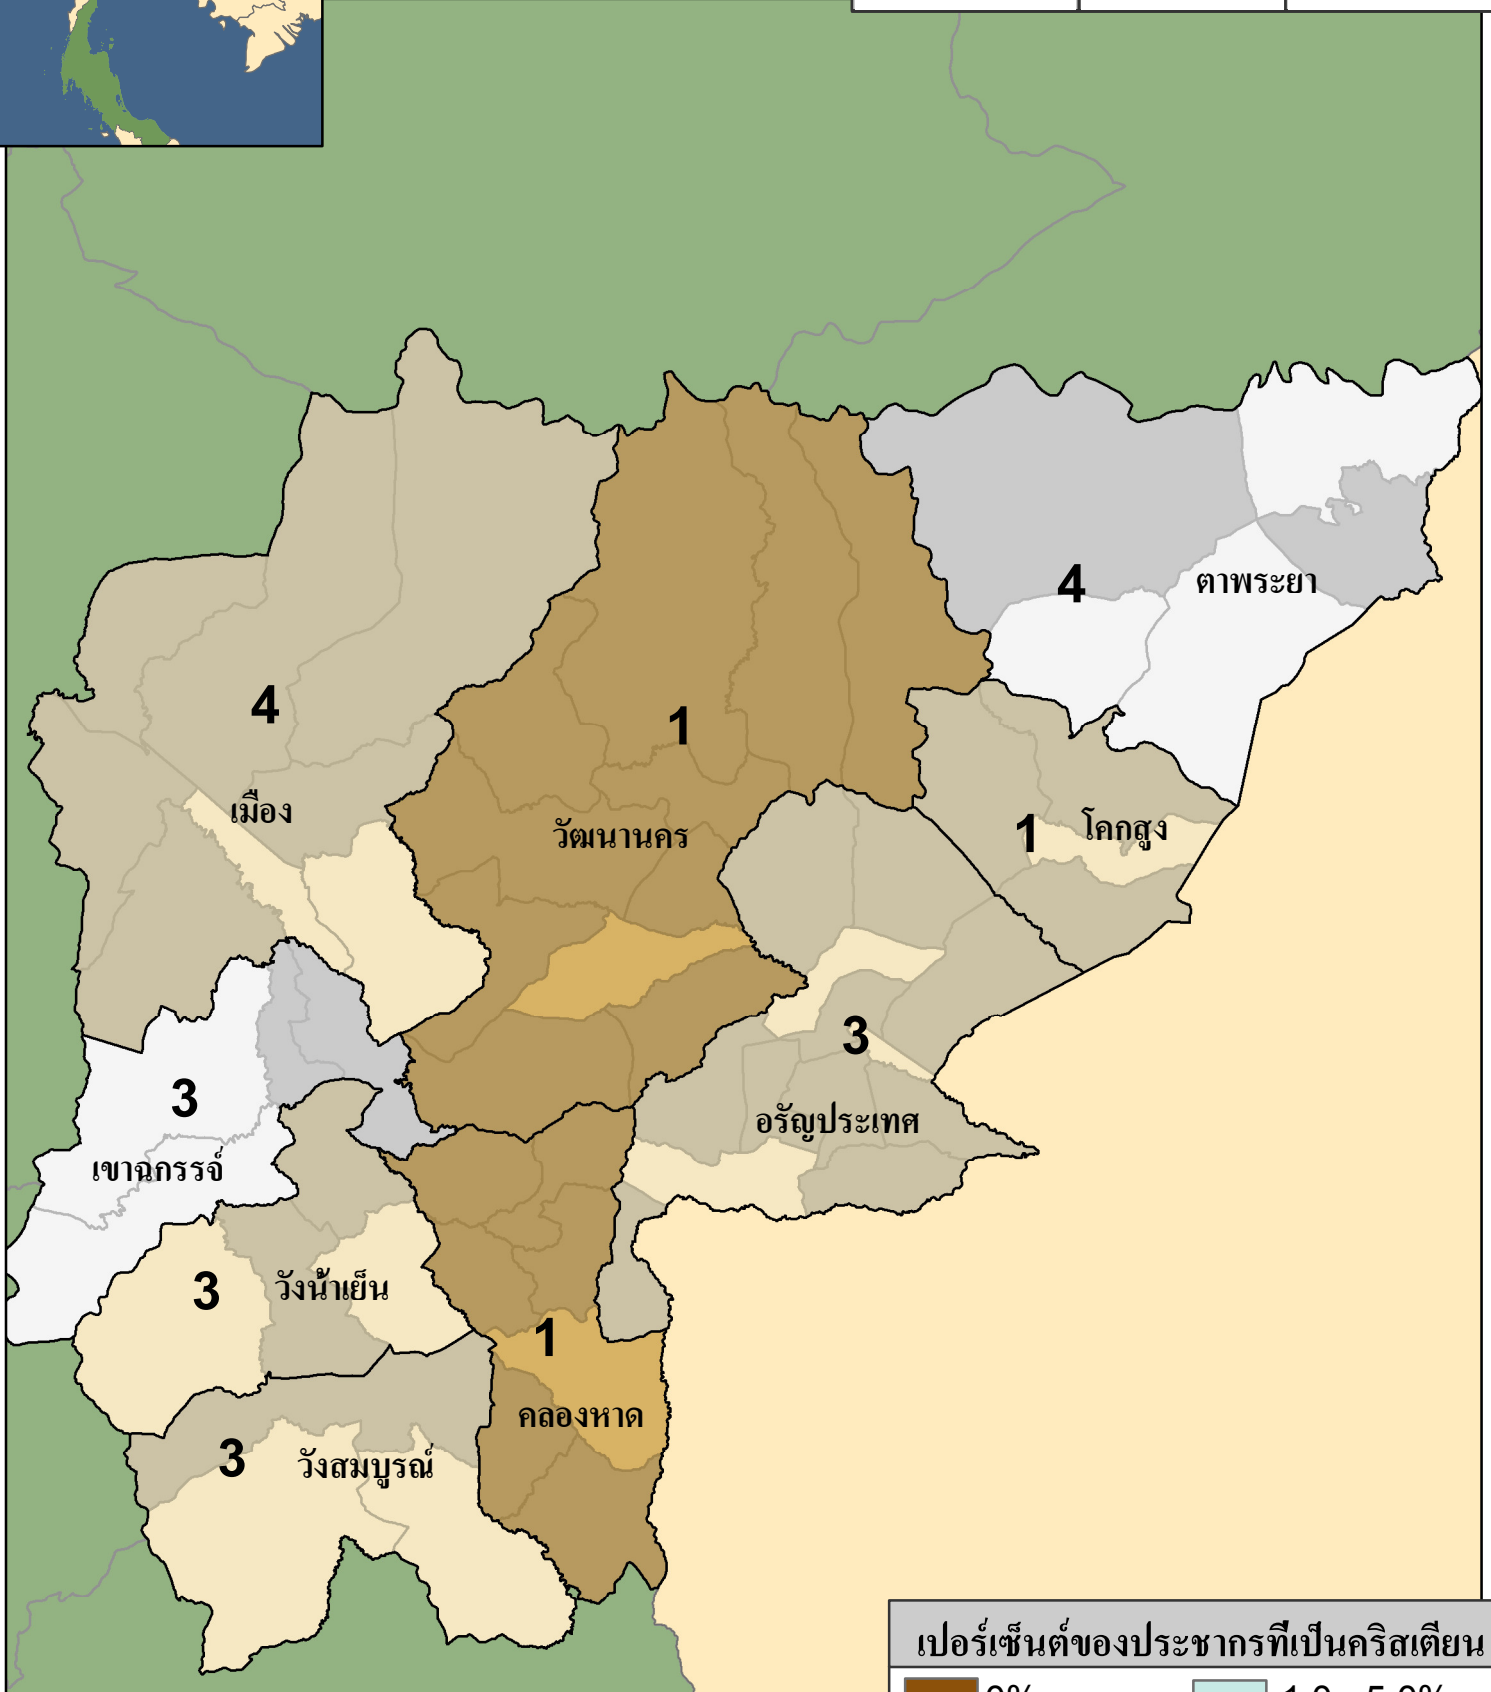 4
ตาพระยา
4
1
เมือง
วัฒนานคร
1
โคกสูง
3
3
อรัญประเทศ
เขาฉกรรจ์
3
วังน้ำเย็น
1
คลองหาด
3
วังสมบูรณ์
เปอร์เซ็นต์ของประชากรที่เป็นคริสเตียน
0%